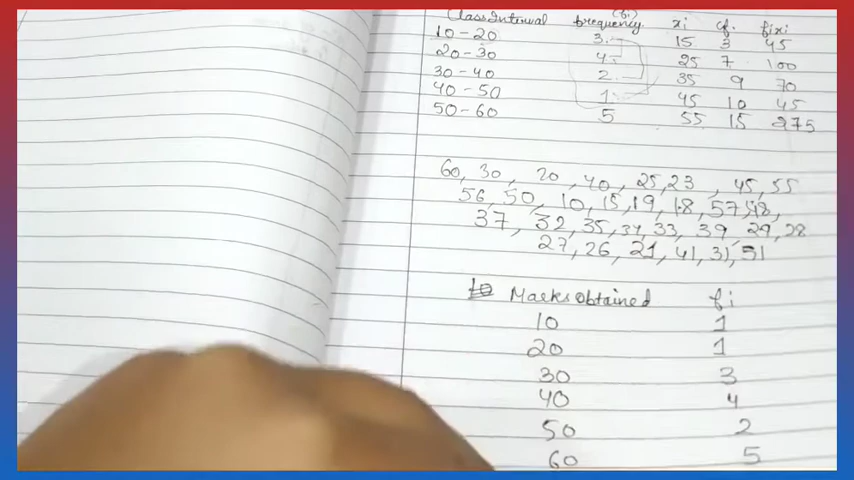 Class Interval frequency (fi) xi cf. fixi
10-20 3 15 3 45
20-30 4 25 7 100
30-40 2 35 9 70
40-50 1 45 10 45
50-60 5 55 15 275
60, 30, 20, 40, 25, 23, 45, 55
56, 50, 10, 15, 19, 18, 57,
37, 32, 35, 33, 39, 29, 28
27, 26, 21, 41, 31, 51
Marks obtained fi
10 1
20 1
30 3
40 4
50 2
60 5